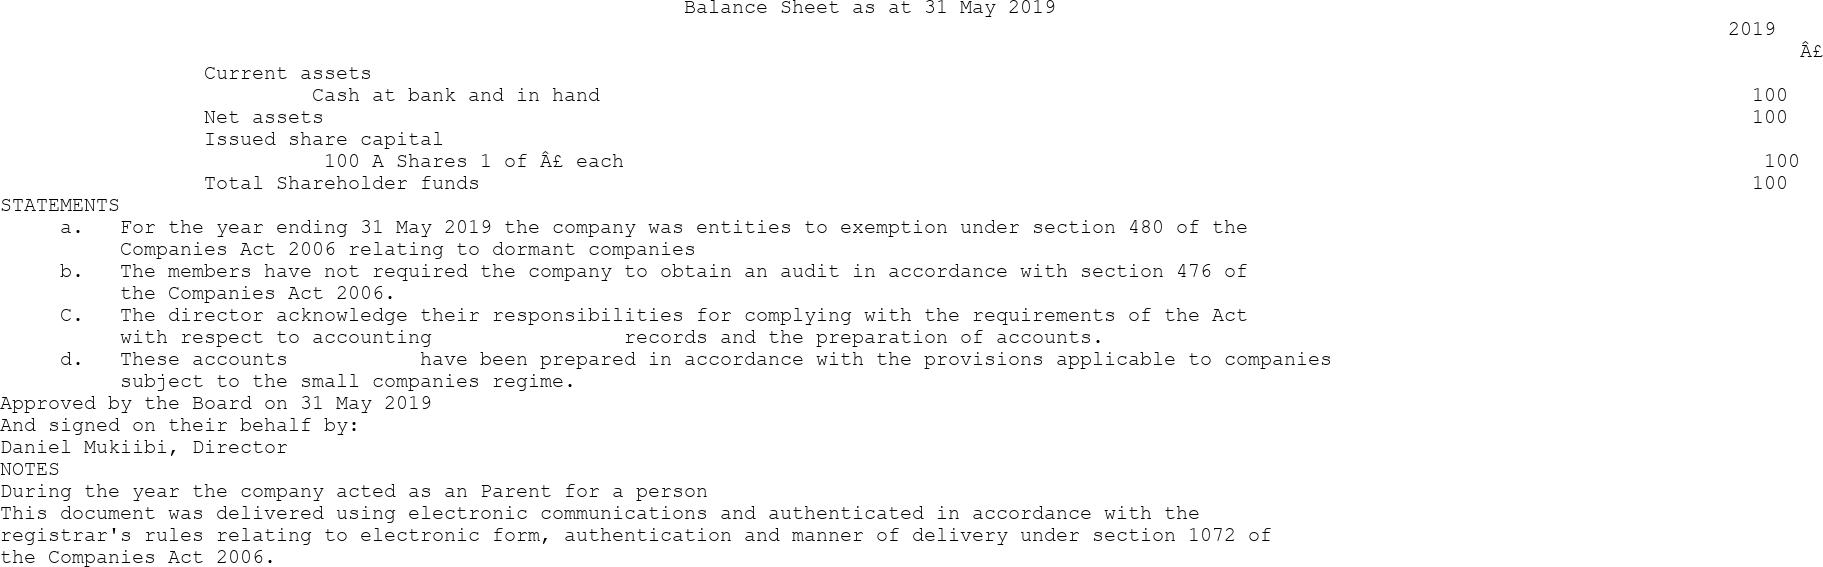 Balance Sheet as at 31 May 2019
2019
Â£
Current assets
Cash at bank and in hand 100
Net assets 100
Issued share capital
100 A Shares 1 of Â£ each 100
Total Shareholder funds 100
STATEMENTS
a. For the year ending 31 May 2019 the company was entities to exemption under section 480 of the
Companies Act 2006 relating to dormant companies
b. The members have not required the company to obtain an audit in accordance with section 476 of
the Companies Act 2006.
C. The director acknowledge their responsibilities for complying with the requirements of the Act
with respect to accounting records and the preparation of accounts.
d. These accounts have been prepared in accordance with the provisions applicable to companies
subject to the small companies regime.
Approved by the Board on 31 May 2019
And signed on their behalf by:
Daniel Mukiibi, Director
NOTES
During the year the company acted as an Parent for a person
This document was delivered using electronic communications and authenticated in accordance with the
registrar's rules relating to electronic form, authentication and manner of delivery under section 1072 of
the Companies Act 2006.